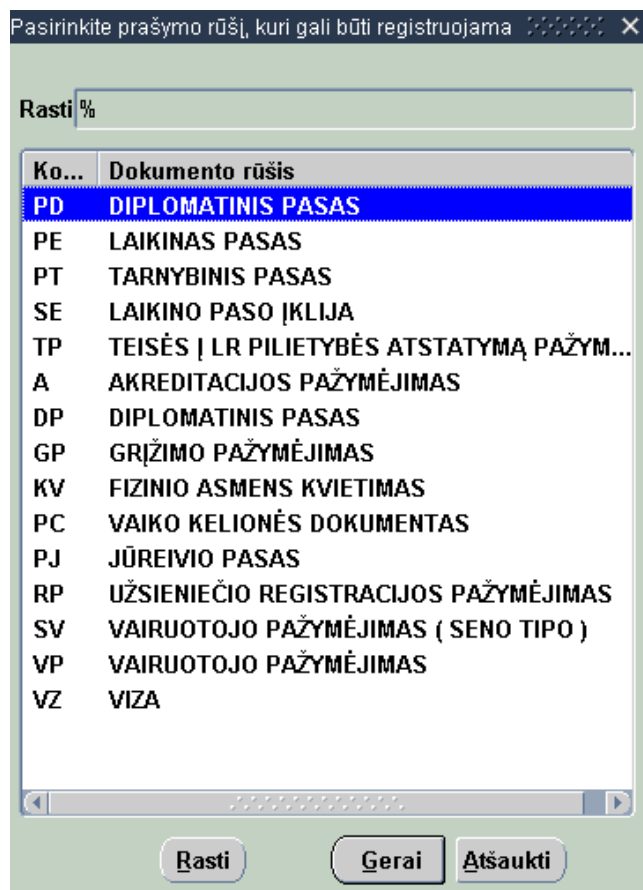 Pasirinkite prašymo rūšį, kuri gali būti registruojama
Rasti %
Ko... Dokumento rūšis
PD DIPLOMATINIS PASAS
PE LAIKINAS PASAS
PT TARNYBINIS PASAS
SE LAIKINO PASO ĮKLIJA
TP TEISĖS Į LR PILIETYBĖS ATSTATYMĄ PAŽYM...
A AKREDITACIJOS PAŽYMĖJIMAS
DP DIPLOMATINIS PASAS
GP GRĮŽIMO PAŽYMĖJIMAS
KV FIZINIO ASMENS KVIETIMAS
PC VAIKO KELIONĖS DOKUMENTAS
PJ JŪREIVIO PASAS
RP UŽSIENIEČIO REGISTRACIJOS PAŽYMĖJIMAS
SV VAIRUOTOJO PAŽYMĖJIMAS ( SENO TIPO )
VP VAIRUOTOJO PAŽYMĖJIMAS
VZ VIZA
Rasti Gerai Atšaukti